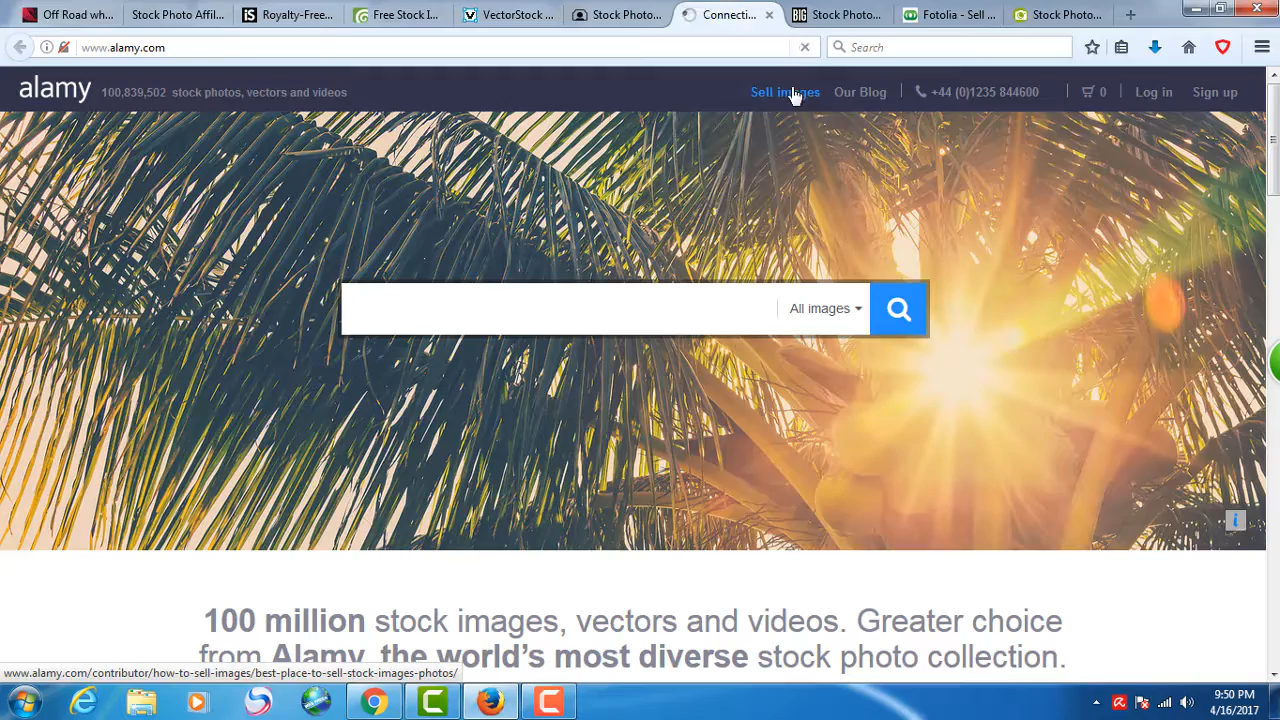 Off Road wh...
Stock Photo Affil...
iS Royalty-Free...
Free Stock I...
VectorStock ...
Stock Photo...
Connecti...
BIG Stock Photo...
Fotolia - Sell ...
Stock Photo...
www.alamy.com
Search
alamy 100,839,502 stock photos, vectors and videos
Sell images Our Blog +44 (0)1235 844600 0 Log in Sign up
All images
100 million stock images, vectors and videos. Greater choice
from Alamy, the world's most diverse stock photo collection.
www.alamy.com/contributor/how-to-sell-images/best-place-to-sell-stock-images-photos/
9:50 PM
4/16/2017